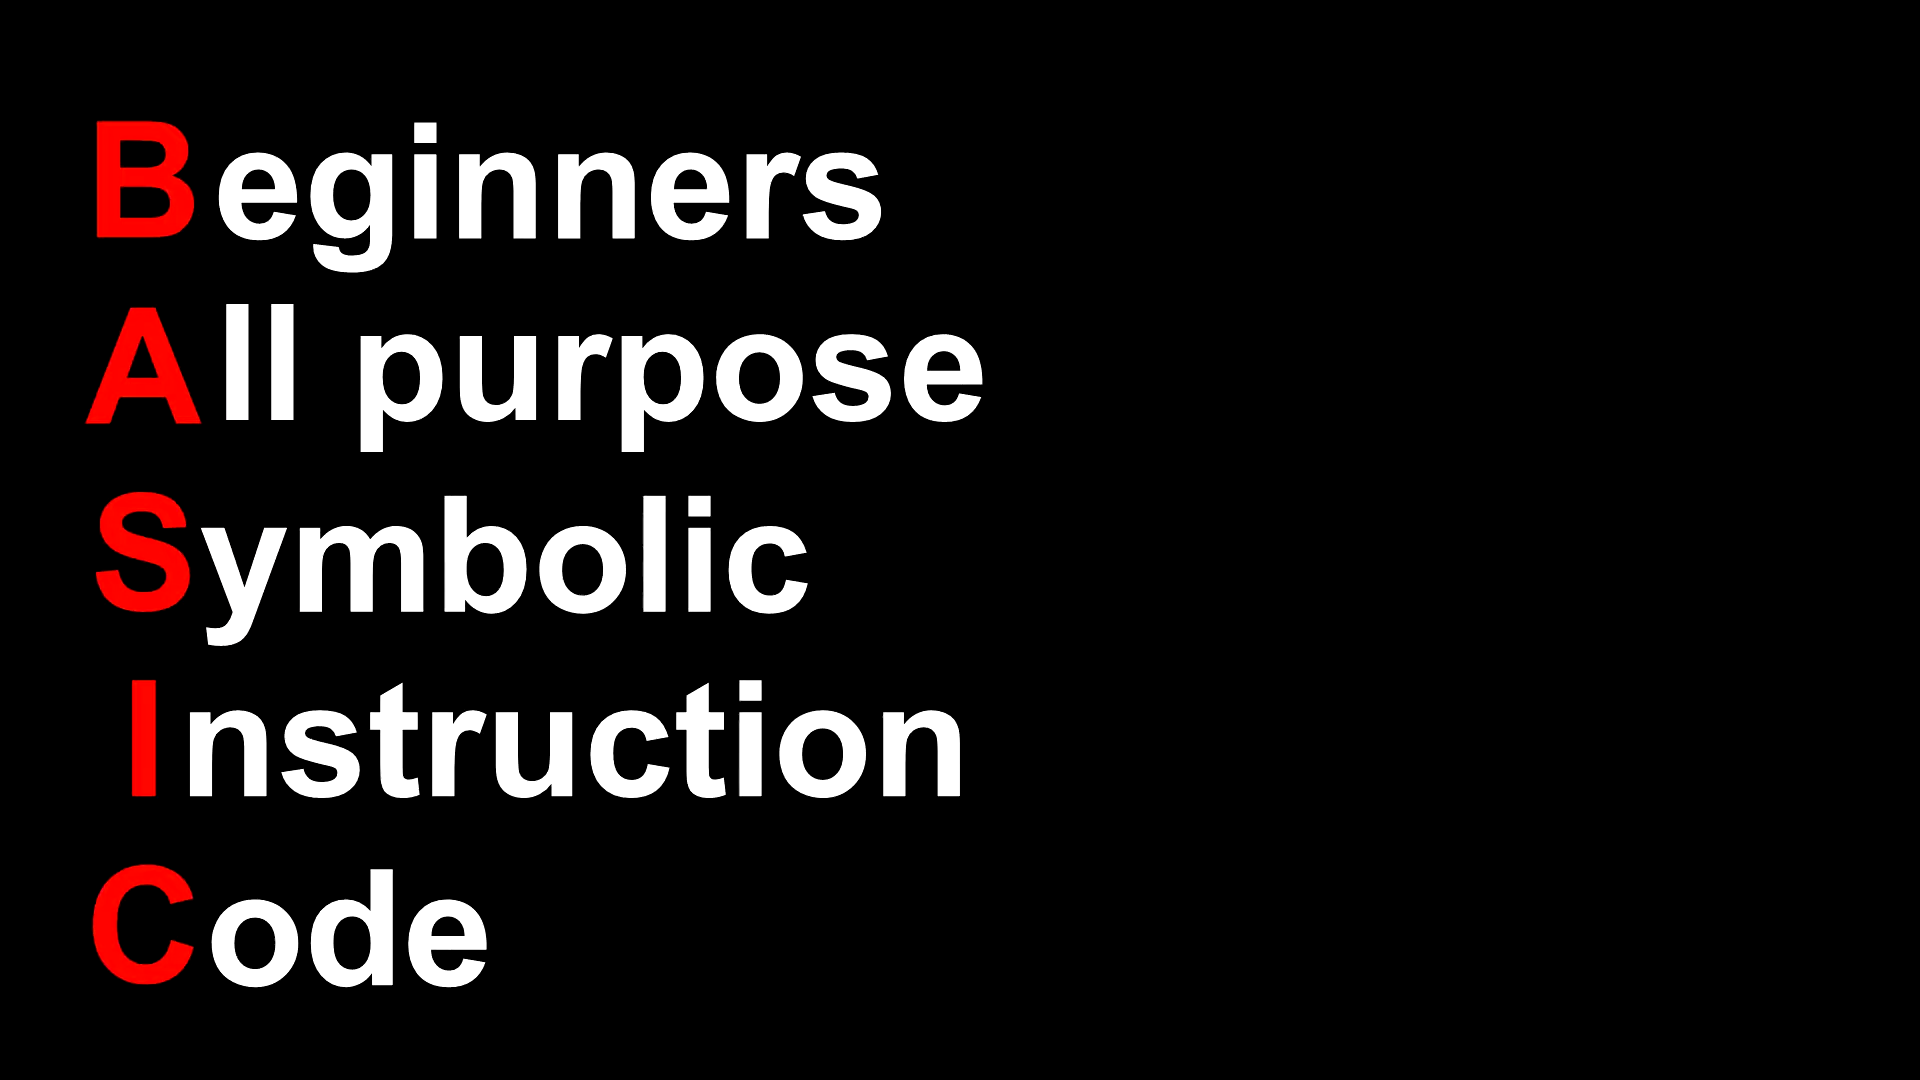 Beginners
All purpose
Symbolic
Instruction
Code